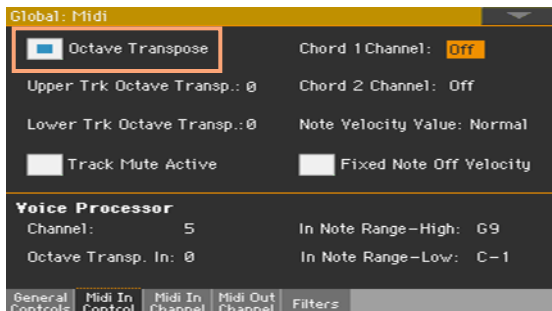 Global: Midi
Octave Transpose
Chord 1 Channel: Off
Upper Trk Octave Transp.: 0
Chord 2 Channel: Off
Lower Trk Octave Transp.:0
Note Velocity Value: Normal
Track Mute Active
Fixed Note Off Velocity
Voice Processor
Channel: 5
In Note Range-High: G9
Octave Transp. In: 0
In Note Range-Low: C-1
General Controls
Midi In Control
Midi In Channel
Midi Out Channel
Filters